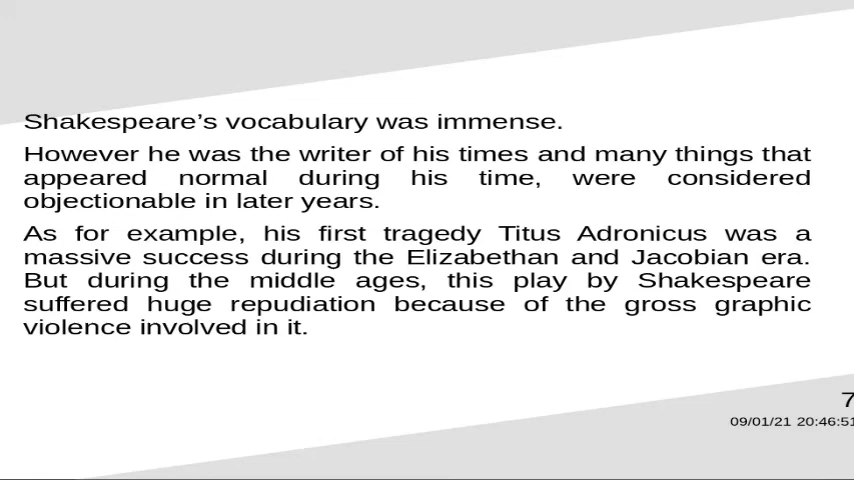 Shakespeare’s vocabulary was immense.
However he was the writer of his times and many things that
appeared normal during his time, were considered
objectionable in later years.
As for example, his first tragedy Titus Adronicus was a
massive success during the Elizabethan and Jacobian era.
But during the middle ages, this play by Shakespeare
suffered huge repudiation because of the gross graphic
violence involved in it.
7
09/01/21 20:46:51